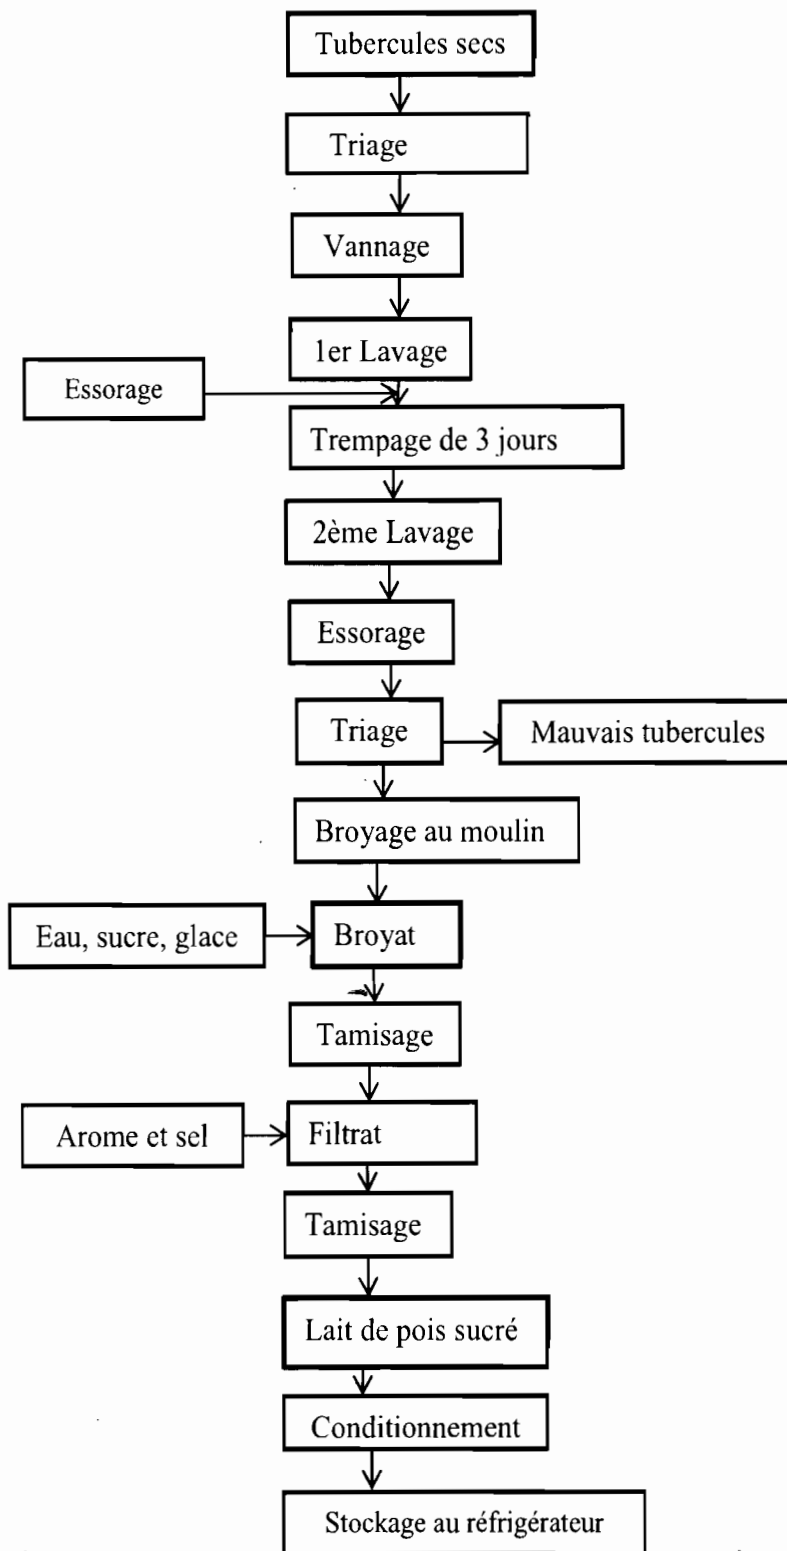 Tubercules secs
Triage
Vannage
1er Lavage
Essorage
Trempage de 3 jours
2ème Lavage
Essorage
Triage
Mauvais tubercules
Broyage au moulin
Eau, sucre, glace
Broyat
Tamisage
Arome et sel
Filtrat
Tamisage
Lait de pois sucré
Conditionnement
Stockage au réfrigérateur